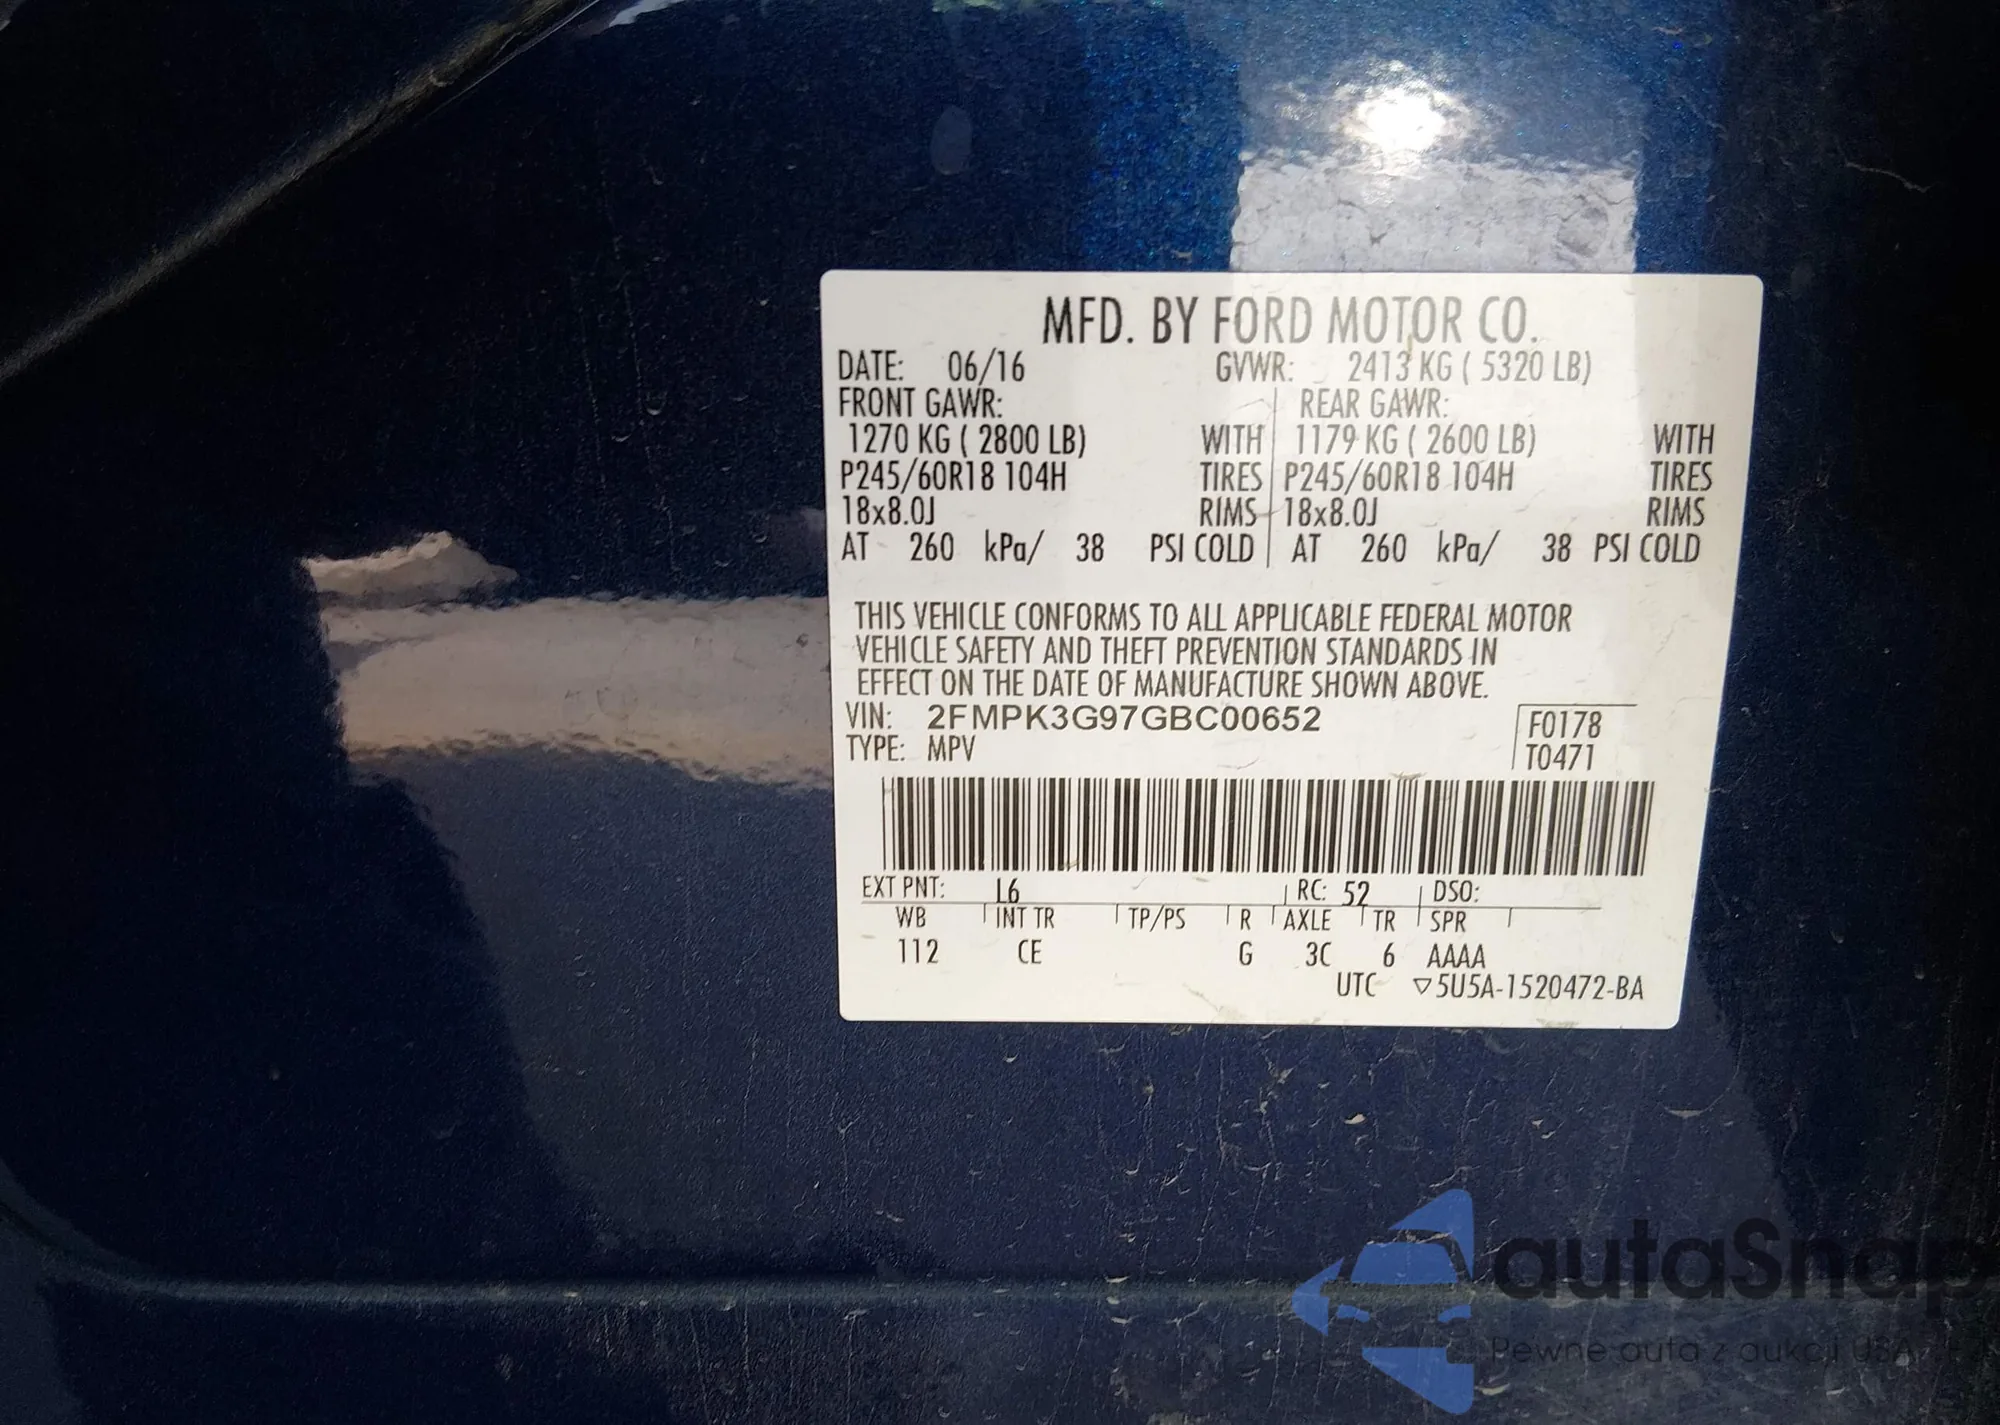 MFD. BY FORD MOTOR CO.
DATE: 06/16 GVWR: 2413 KG ( 5320 LB)
FRONT GAWR: REAR GAWR:
1270 KG ( 2800 LB) WITH 1179 KG ( 2600 LB) WITH
P245/60R18 104H TIRES P245/60R18 104H TIRES
18x8.0J RIMS 18x8.0J RIMS
AT 260 kPa/ 38 PSI COLD AT 260 kPa/ 38 PSI COLD
THIS VEHICLE CONFORMS TO ALL APPLICABLE FEDERAL MOTOR
VEHICLE SAFETY AND THEFT PREVENTION STANDARDS IN
EFFECT ON THE DATE OF MANUFACTURE SHOWN ABOVE.
VIN: 2FMPK3G97GBC00652 F0178
TYPE: MPV T0471
EXT PNT: L6 RC: 52 DSO:
WB INT TR TP/PS R AXLE TR SPR
112 CE G 3C 6 AAAA
UTC ▽5U5A-1520472-BA
autaSnap
Pewne auta z aukcji USA